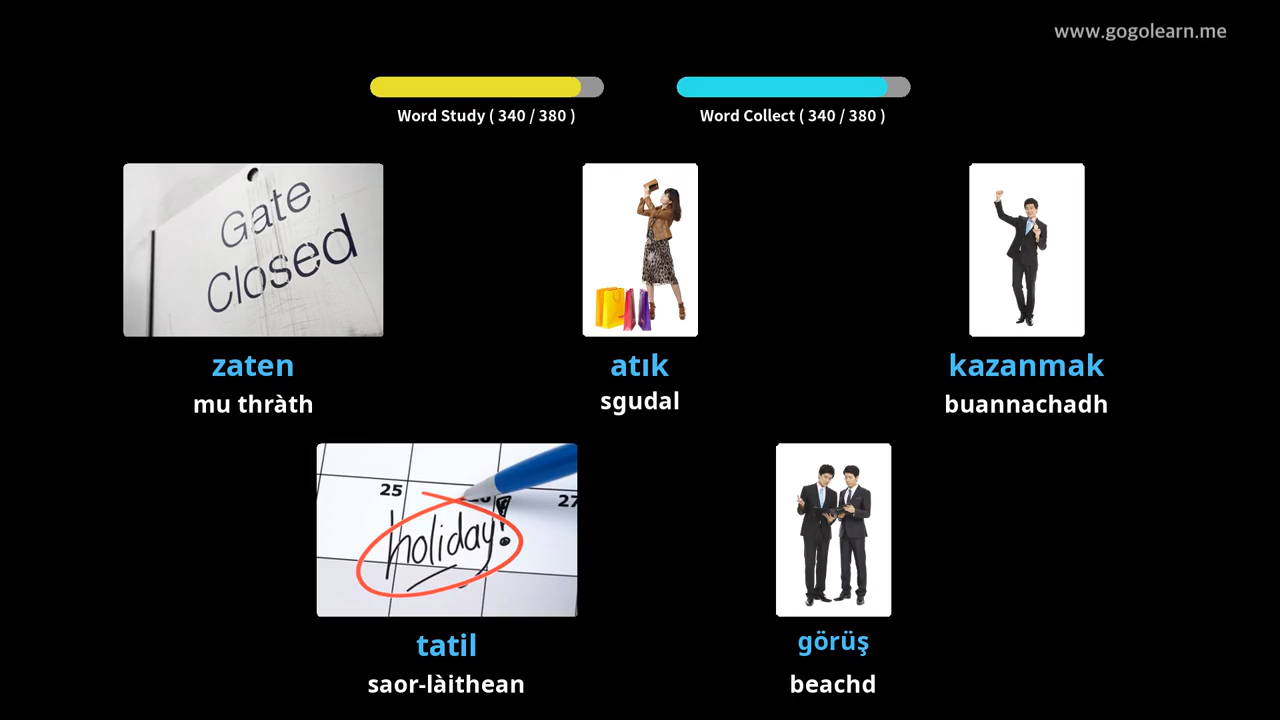 www.gogolearn.me
Word Study ( 340 / 380 )
Word Collect ( 340 / 380 )
Gate
Closed
zaten
mu thràth
atık
sgudal
kazanmak
buannachadh
25
27
holiday!
tatil
saor-làithean
görüş
beachd